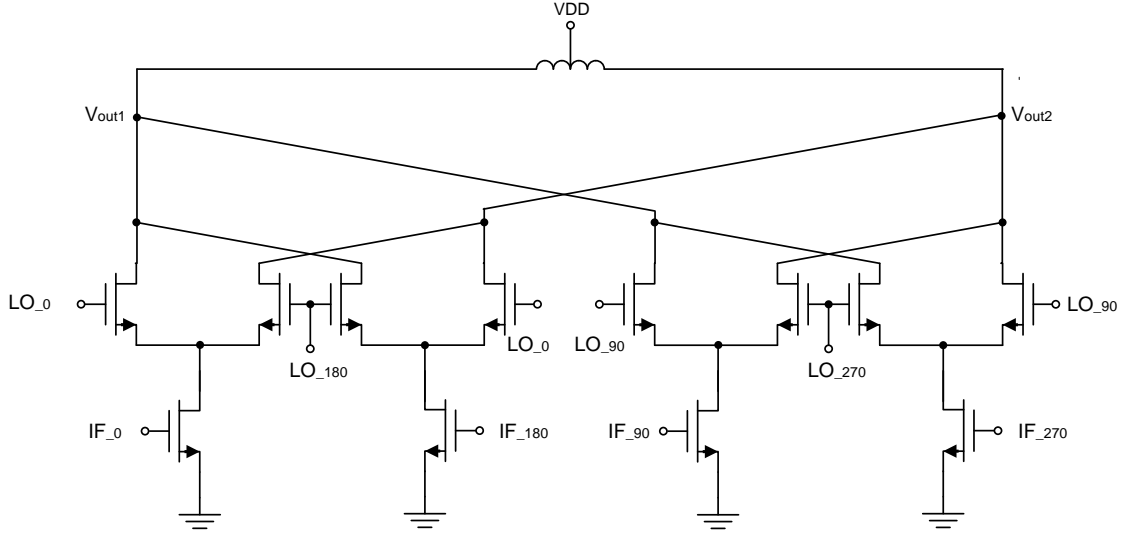 VDD
Vout1
Vout2
LO_0
LO_90
LO_0
LO_90
LO_180
LO_270
IF_0
IF_180
IF_90
IF_270